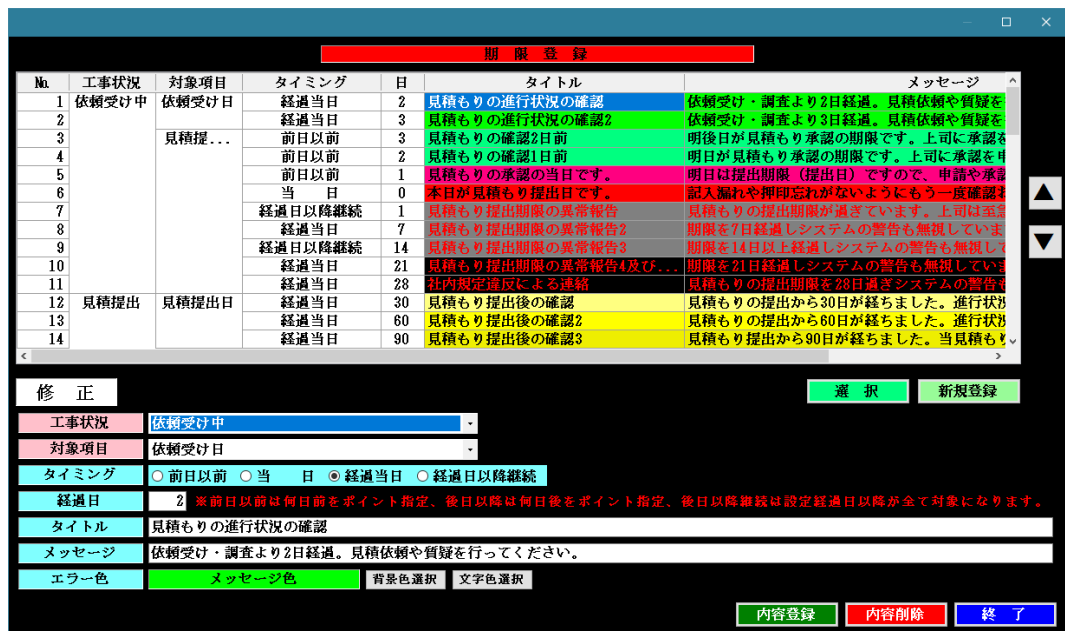 期 限 登 録
No. 工事状況 対象項目 タイミング 日 タイトル メッセージ
1 依頼受け中 依頼受け日 経過当日 2 見積もりの進行状況の確認 依頼受け・調査より2日経過。見積依頼や質疑を
2 経過当日 3 見積もりの進行状況の確認2 依頼受け・調査より3日経過。見積依頼や質疑を
3 見積提... 前日以前 3 見積もりの確認2日前 明後日が見積もり承認の期限です。上司に承認を
4 前日以前 2 見積もりの確認1日前 明日が見積もり承認の期限です。上司に承認を申
5 前日以前 1 見積もりの承認の当日です。 明日は提出期限（提出日）ですので、申請や承認
6 当 日 0 本日が見積もり提出日です。 記入漏れや押印忘れがないようにもう一度確認お
7 経過日以降継続 1 見積もり提出期限の異常報告 見積もりの提出期限が過ぎています。上司は至急
8 経過当日 7 見積もり提出期限の異常報告2 期限を7日経過しシステムの警告も無視していま
9 経過日以降継続 14 見積もり提出期限の異常報告3 期限を14日以上経過しシステムの警告も無視して
10 経過当日 21 見積もり提出期限の異常報告4及び... 期限を21日経過しシステムの警告も無視してい
11 経過当日 28 社内規定違反による連絡 見積もりの提出期限を28日過ぎシステムの警告も
12 見積提出 見積提出日 経過当日 30 見積もり提出後の確認 見積もりの提出から30日が経ちました。進行状況
13 経過当日 60 見積もり提出後の確認2 見積もりの提出から60日が経ちました。進行状況
14 経過当日 90 見積もり提出後の確認3 見積もり提出から90日が経ちました。当見積もり
修 正 選 択 新規登録
工事状況 依頼受け中
対象項目 依頼受け日
タイミング 前日以前 当 日 経過当日 経過日以降継続
経過日 2 ※前日以前は何日前をポイント指定、後日以降は何日後をポイント指定、後日以降継続は設定経過日以降が全て対象になります。
タイトル 見積もりの進行状況の確認
メッセージ 依頼受け・調査より2日経過。見積依頼や質疑を行ってください。
エラー色 メッセージ色 背景色選択 文字色選択
内容登録 内容削除 終 了